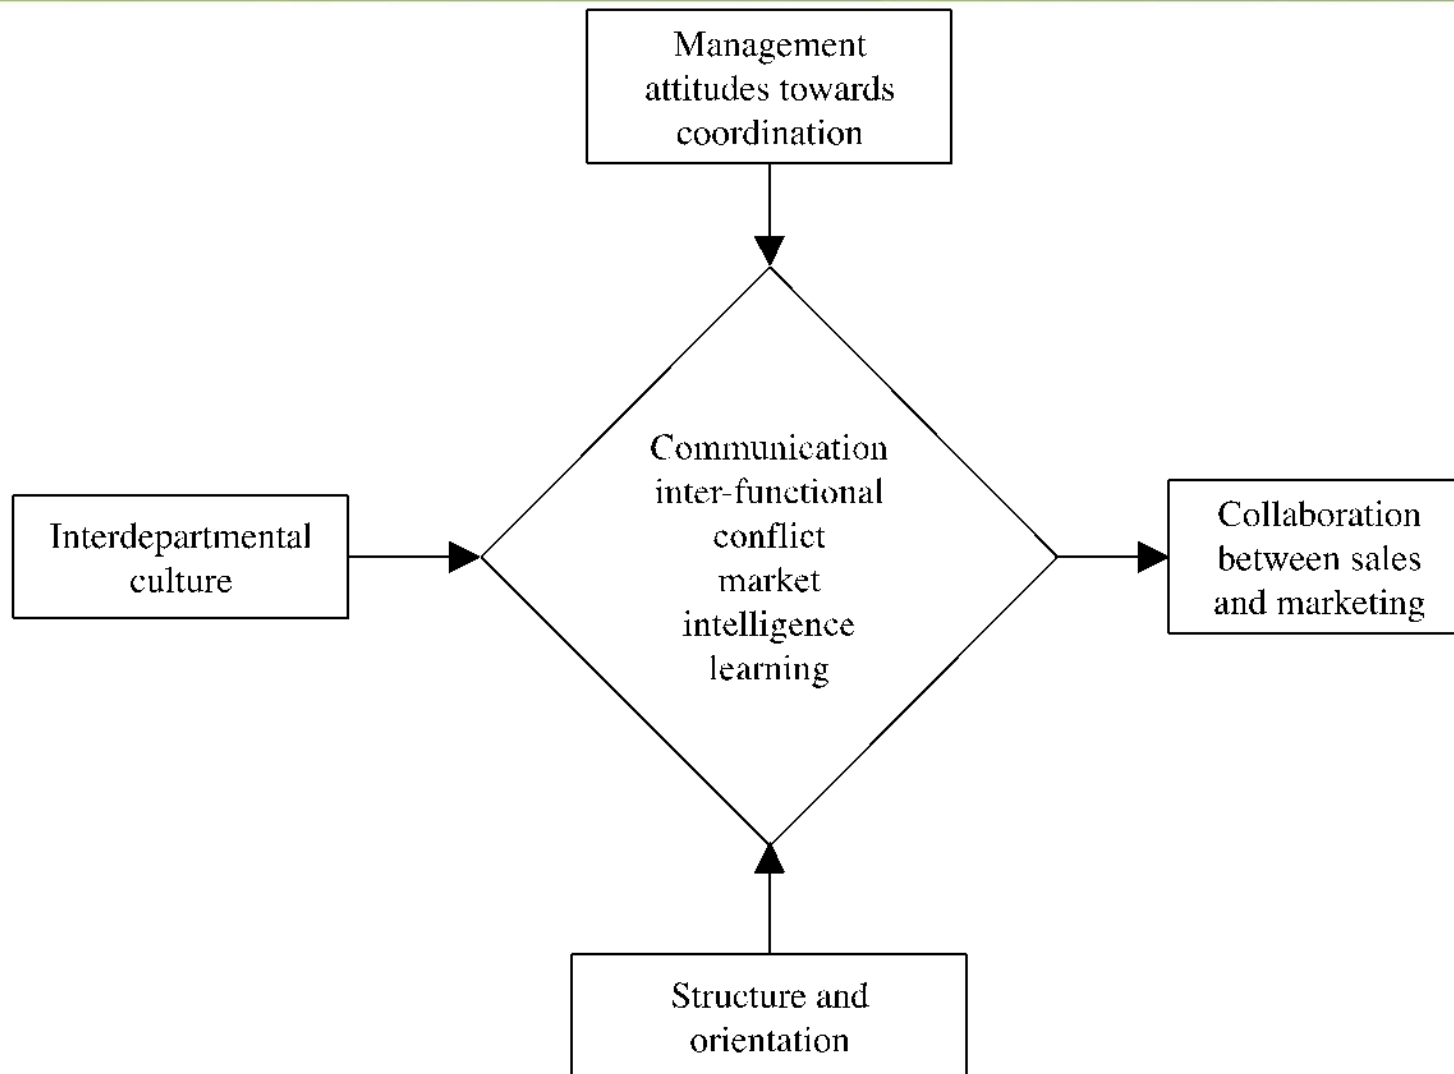 Management
attitudes towards
coordination
Communication
inter-functional
conflict
market
intelligence
learning
Interdepartmental
culture
Collaboration
between sales
and marketing
Structure and
orientation